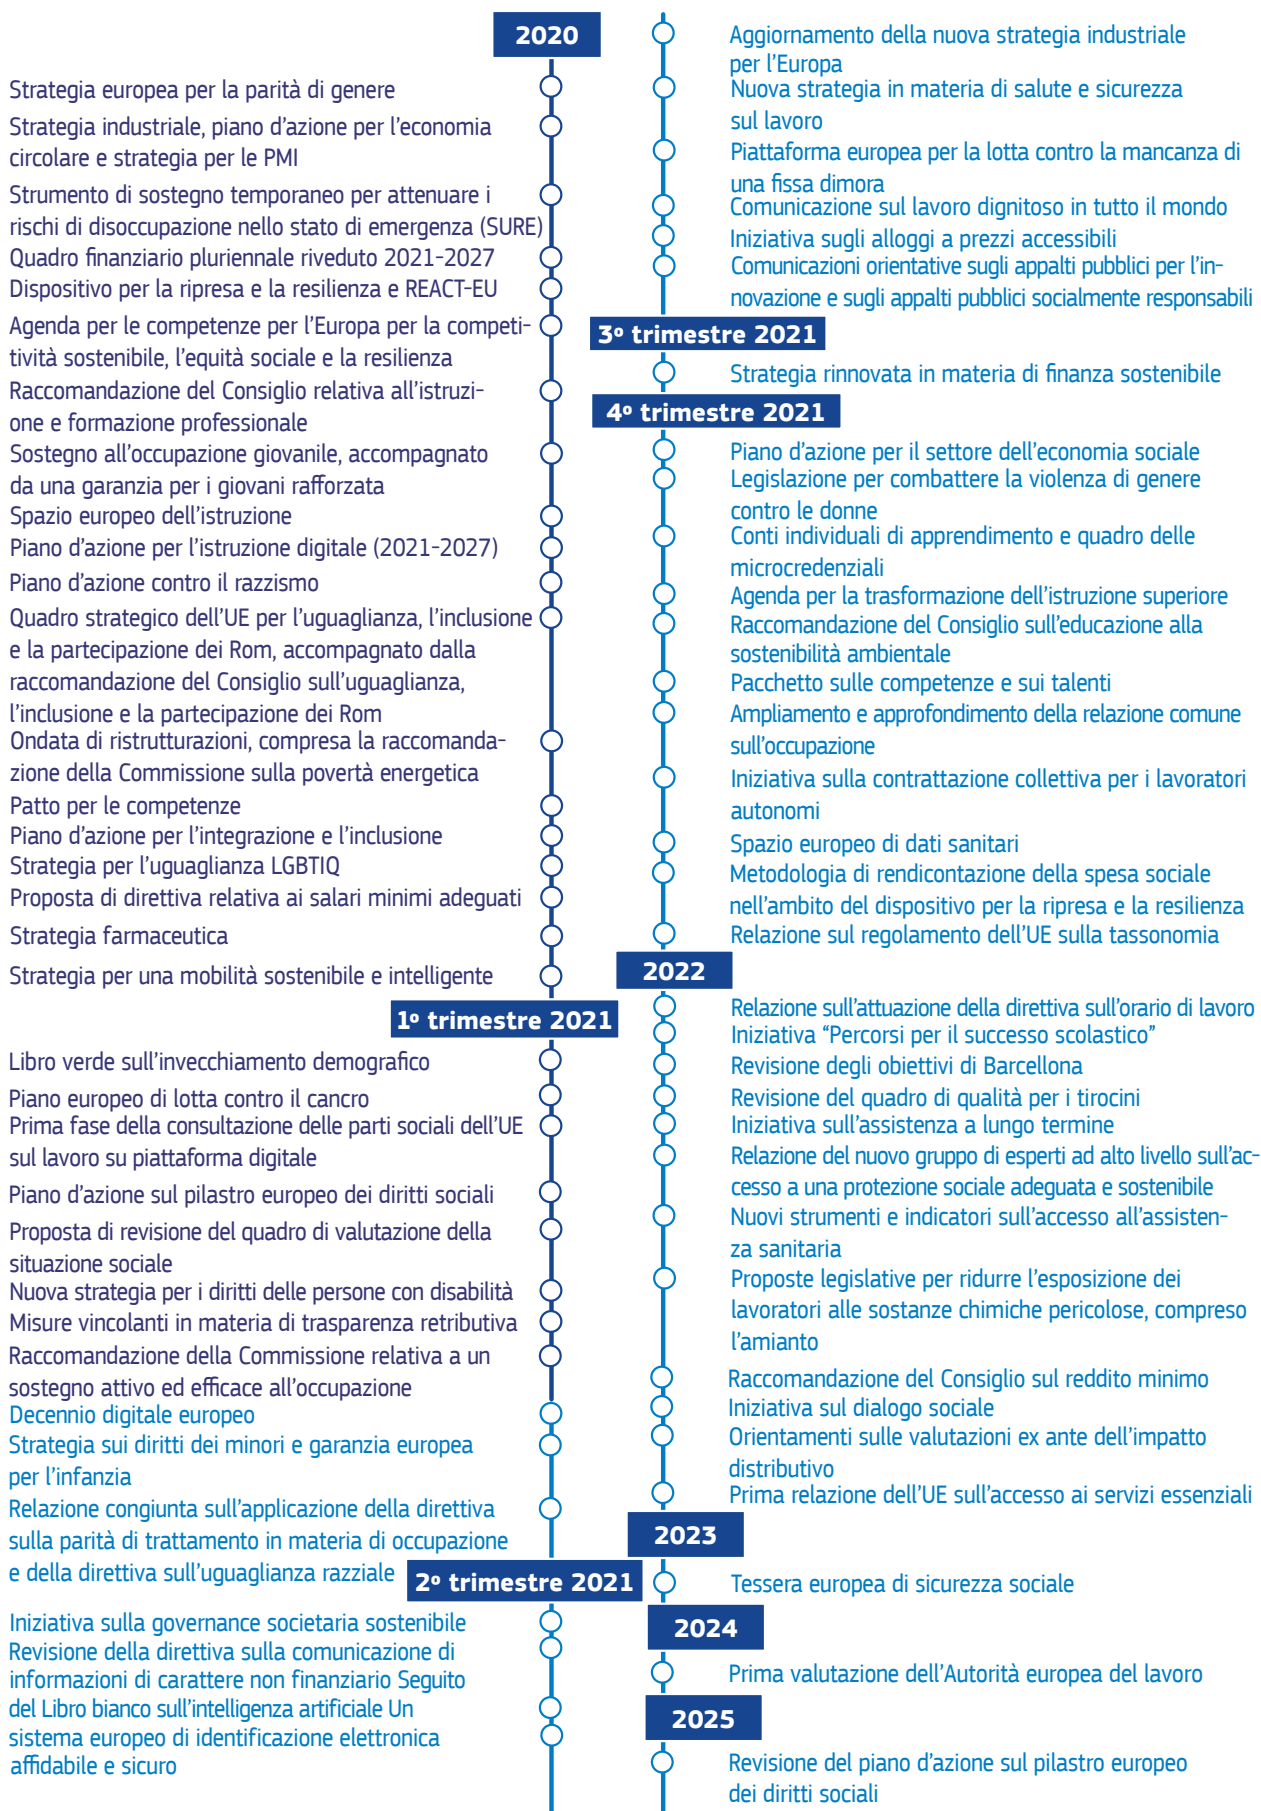 2020
Strategia europea per la parità di genere
Strategia industriale, piano d'azione per l'economia
circolare e strategia per le PMI
Strumento di sostegno temporaneo per attenuare i
rischi di disoccupazione nello stato di emergenza (SURE)
Quadro finanziario pluriennale riveduto 2021-2027
Dispositivo per la ripresa e la resilienza e REACT-EU
Agenda per le competenze per l'Europa per la competi-
tività sostenibile, l'equità sociale e la resilienza
Raccomandazione del Consiglio relativa all'istruzi-
one e formazione professionale
Sostegno all'occupazione giovanile, accompagnato
da una garanzia per i giovani rafforzata
Spazio europeo dell'istruzione
Piano d'azione per l'istruzione digitale (2021-2027)
Piano d'azione contro il razzismo
Quadro strategico dell'UE per l'uguaglianza, l'inclusione
e la partecipazione dei Rom, accompagnato dalla
raccomandazione del Consiglio sull'uguaglianza,
l'inclusione e la partecipazione dei Rom
Ondata di ristrutturazioni, compresa la raccomanda-
zione della Commissione sulla povertà energetica
Patto per le competenze
Piano d'azione per l'integrazione e l'inclusione
Strategia per l'uguaglianza LGBTIQ
Proposta di direttiva relativa ai salari minimi adeguati
Strategia farmaceutica
Strategia per una mobilità sostenibile e intelligente
1º trimestre 2021
Libro verde sull'invecchiamento demografico
Piano europeo di lotta contro il cancro
Prima fase della consultazione delle parti sociali dell'UE
sul lavoro su piattaforma digitale
Piano d'azione sul pilastro europeo dei diritti sociali
Proposta di revisione del quadro di valutazione della
situazione sociale
Nuova strategia per i diritti delle persone con disabilità
Misure vincolanti in materia di trasparenza retributiva
Raccomandazione della Commissione relativa a un
sostegno attivo ed efficace all'occupazione
Decennio digitale europeo
Strategia sui diritti dei minori e garanzia europea
per l'infanzia
Relazione congiunta sull'applicazione della direttiva
sulla parità di trattamento in materia di occupazione
e della direttiva sull'uguaglianza razziale
2º trimestre 2021
Iniziativa sulla governance societaria sostenibile
Revisione della direttiva sulla comunicazione di
informazioni di carattere non finanziario Seguito
del Libro bianco sull'intelligenza artificiale Un
sistema europeo di identificazione elettronica
affidabile e sicuro
Aggiornamento della nuova strategia industriale
per l'Europa
Nuova strategia in materia di salute e sicurezza
sul lavoro
Piattaforma europea per la lotta contro la mancanza di
una fissa dimora
Comunicazione sul lavoro dignitoso in tutto il mondo
Iniziativa sugli alloggi a prezzi accessibili
Comunicazioni orientative sugli appalti pubblici per l'in-
novazione e sugli appalti pubblici socialmente responsabili
3º trimestre 2021
Strategia rinnovata in materia di finanza sostenibile
4º trimestre 2021
Piano d'azione per il settore dell'economia sociale
Legislazione per combattere la violenza di genere
contro le donne
Conti individuali di apprendimento e quadro delle
microcredenziali
Agenda per la trasformazione dell'istruzione superiore
Raccomandazione del Consiglio sull'educazione alla
sostenibilità ambientale
Pacchetto sulle competenze e sui talenti
Ampliamento e approfondimento della relazione comune
sull'occupazione
Iniziativa sulla contrattazione collettiva per i lavoratori
autonomi
Spazio europeo di dati sanitari
Metodologia di rendicontazione della spesa sociale
nell'ambito del dispositivo per la ripresa e la resilienza
Relazione sul regolamento dell'UE sulla tassonomia
2022
Relazione sull'attuazione della direttiva sull'orario di lavoro
Iniziativa “Percorsi per il successo scolastico”
Revisione degli obiettivi di Barcellona
Revisione del quadro di qualità per i tirocini
Iniziativa sull'assistenza a lungo termine
Relazione del nuovo gruppo di esperti ad alto livello sull'ac-
cesso a una protezione sociale adeguata e sostenibile
Nuovi strumenti e indicatori sull'accesso all'assisten-
za sanitaria
Proposte legislative per ridurre l'esposizione dei
lavoratori alle sostanze chimiche pericolose, compreso
l'amianto
Raccomandazione del Consiglio sul reddito minimo
Iniziativa sul dialogo sociale
Orientamenti sulle valutazioni ex ante dell'impatto
distributivo
Prima relazione dell'UE sull'accesso ai servizi essenziali
2023
Tessera europea di sicurezza sociale
2024
Prima valutazione dell'Autorità europea del lavoro
2025
Revisione del piano d'azione sul pilastro europeo
dei diritti sociali